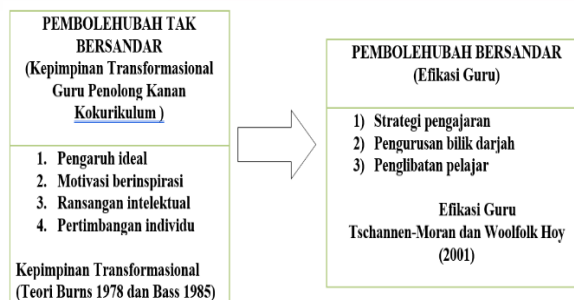 PEMBOLEHUBAH TAK
BERSANDAR
(Kepimpinan Transformasional
Guru Penolong Kanan
Kokurikulum )
1. Pengaruh ideal
2. Motivasi berinspirasi
3. Ransangan intelektual
4. Pertimbangan individu
Kepimpinan Transformasional
(Teori Burns 1978 dan Bass 1985)
PEMBOLEHUBAH BERSANDAR
(Efikasi Guru)
1) Strategi pengajaran
2) Pengurusan bilik darjah
3) Penglibatan pelajar
Efikasi Guru
Tschannen-Moran dan Woolfolk Hoy
(2001)